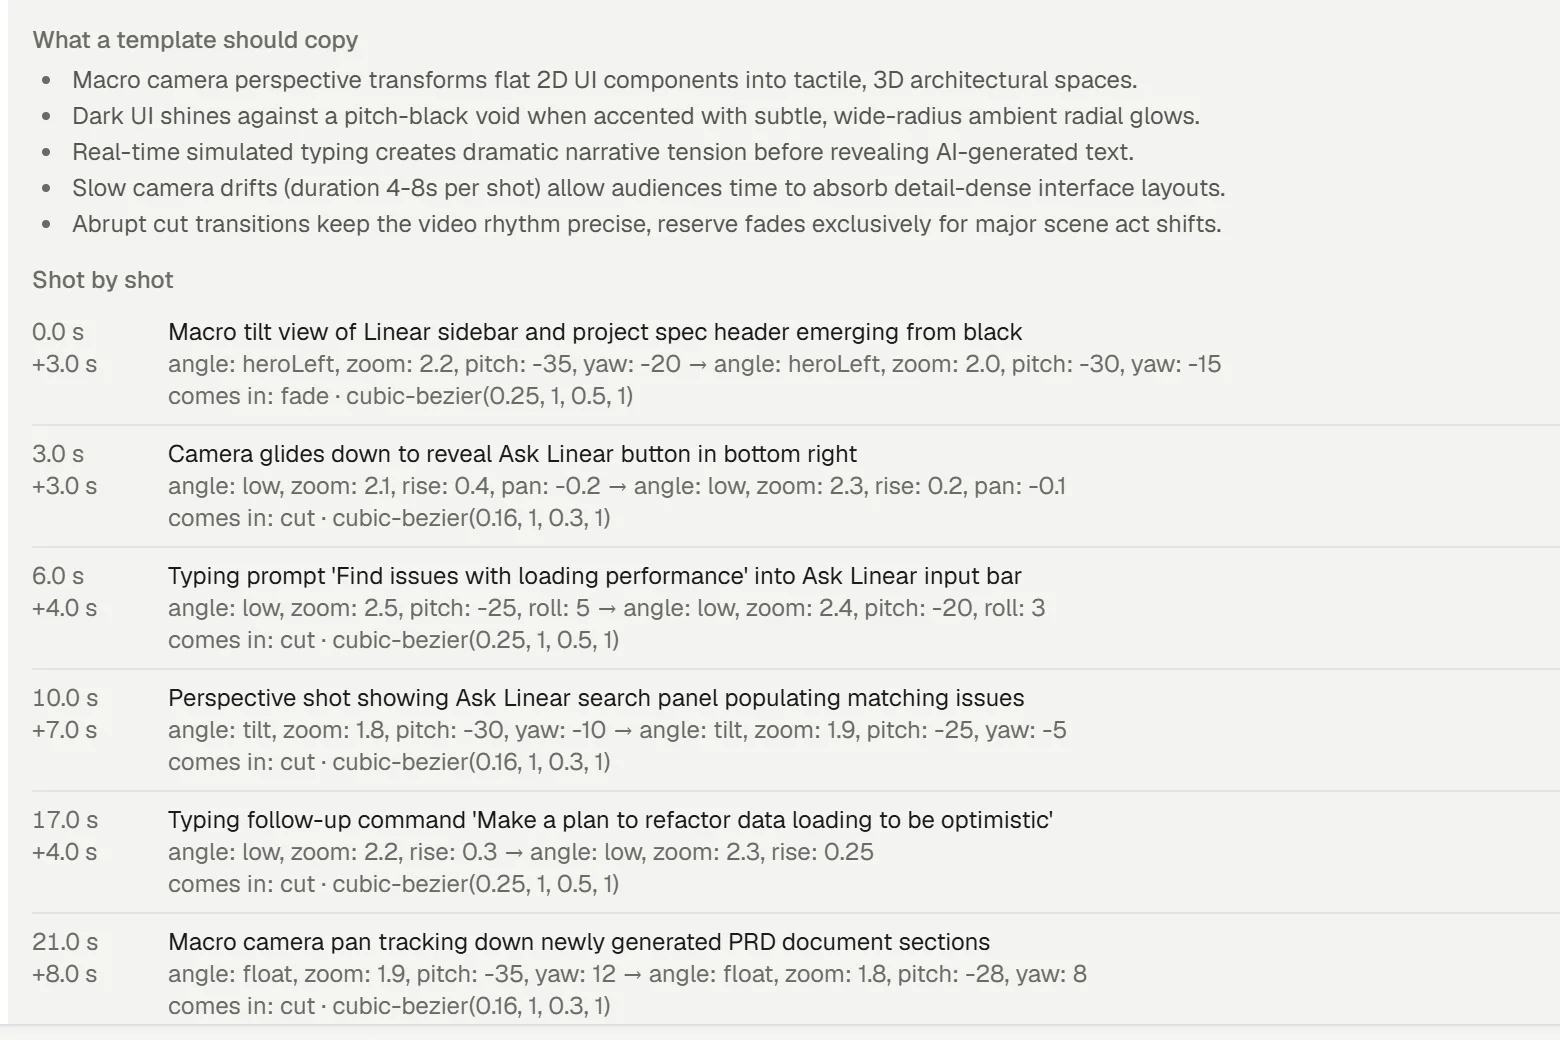 What a template should copy
• Macro camera perspective transforms flat 2D UI components into tactile, 3D architectural spaces.
• Dark UI shines against a pitch-black void when accented with subtle, wide-radius ambient radial glows.
• Real-time simulated typing creates dramatic narrative tension before revealing AI-generated text.
• Slow camera drifts (duration 4-8s per shot) allow audiences time to absorb detail-dense interface layouts.
• Abrupt cut transitions keep the video rhythm precise, reserve fades exclusively for major scene act shifts.
Shot by shot
0.0 s Macro tilt view of Linear sidebar and project spec header emerging from black
+3.0 s angle: heroLeft, zoom: 2.2, pitch: -35, yaw: -20 → angle: heroLeft, zoom: 2.0, pitch: -30, yaw: -15
comes in: fade · cubic-bezier(0.25, 1, 0.5, 1)
3.0 s Camera glides down to reveal Ask Linear button in bottom right
+3.0 s angle: low, zoom: 2.1, rise: 0.4, pan: -0.2 → angle: low, zoom: 2.3, rise: 0.2, pan: -0.1
comes in: cut · cubic-bezier(0.16, 1, 0.3, 1)
6.0 s Typing prompt 'Find issues with loading performance' into Ask Linear input bar
+4.0 s angle: low, zoom: 2.5, pitch: -25, roll: 5 → angle: low, zoom: 2.4, pitch: -20, roll: 3
comes in: cut · cubic-bezier(0.25, 1, 0.5, 1)
10.0 s Perspective shot showing Ask Linear search panel populating matching issues
+7.0 s angle: tilt, zoom: 1.8, pitch: -30, yaw: -10 → angle: tilt, zoom: 1.9, pitch: -25, yaw: -5
comes in: cut · cubic-bezier(0.16, 1, 0.3, 1)
17.0 s Typing follow-up command 'Make a plan to refactor data loading to be optimistic'
+4.0 s angle: low, zoom: 2.2, rise: 0.3 → angle: low, zoom: 2.3, rise: 0.25
comes in: cut · cubic-bezier(0.25, 1, 0.5, 1)
21.0 s Macro camera pan tracking down newly generated PRD document sections
+8.0 s angle: float, zoom: 1.9, pitch: -35, yaw: 12 → angle: float, zoom: 1.8, pitch: -28, yaw: 8
comes in: cut · cubic-bezier(0.16, 1, 0.3, 1)